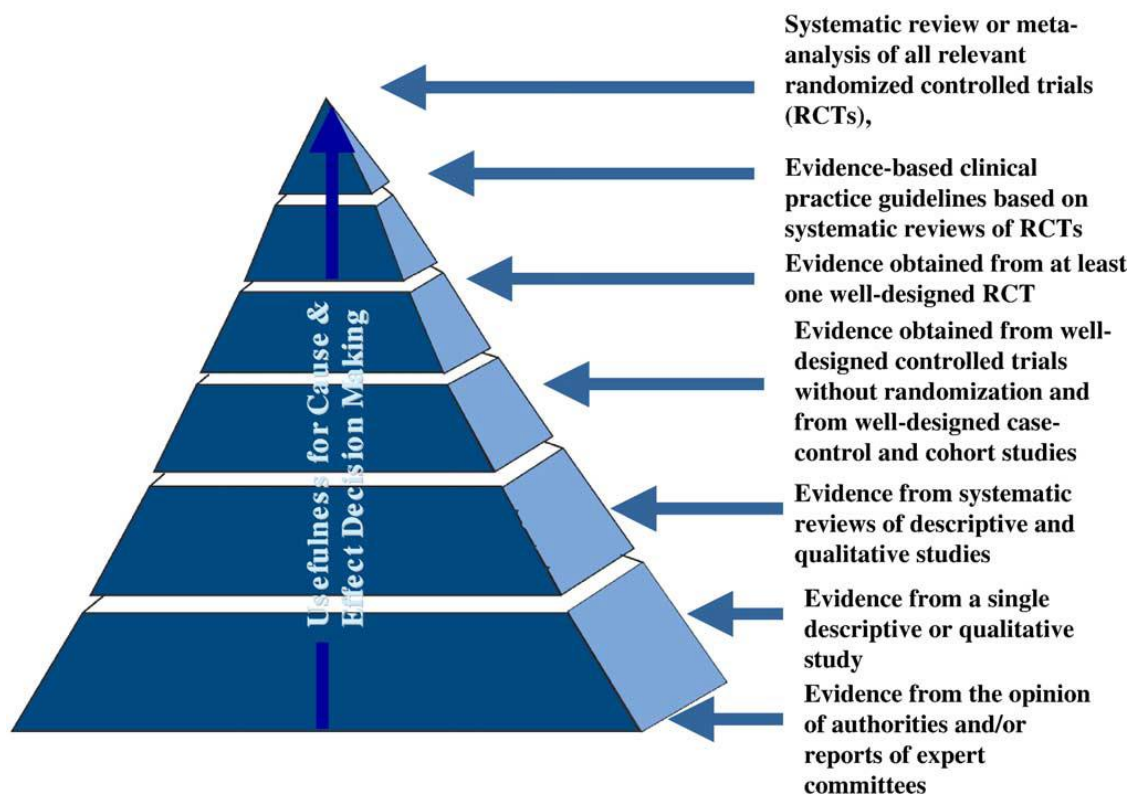 Systematic review or meta-
analysis of all relevant
randomized controlled trials
(RCTs),
Evidence-based clinical
practice guidelines based on
systematic reviews of RCTs
Evidence obtained from at least
one well-designed RCT
Evidence obtained from well-
designed controlled trials
without randomization and
from well-designed case-
control and cohort studies
Evidence from systematic
reviews of descriptive and
qualitative studies
Evidence from a single
descriptive or qualitative
study
Evidence from the opinion
of authorities and/or
reports of expert
committees
Usefulness for Cause &
Effect Decision Making